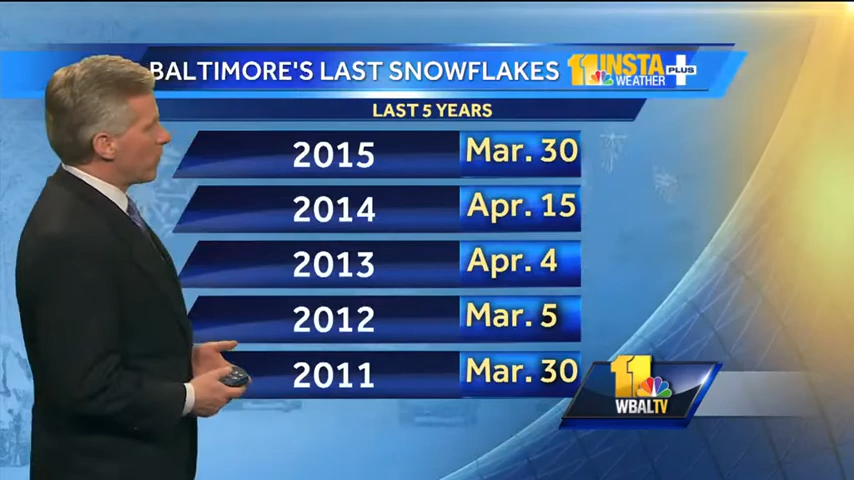 BALTIMORE'S LAST SNOWFLAKES 11 INSTA WEATHER PLUS
LAST 5 YEARS
2015 Mar. 30
2014 Apr. 15
2013 Apr. 4
2012 Mar. 5
2011 Mar. 30
11
WBALTV